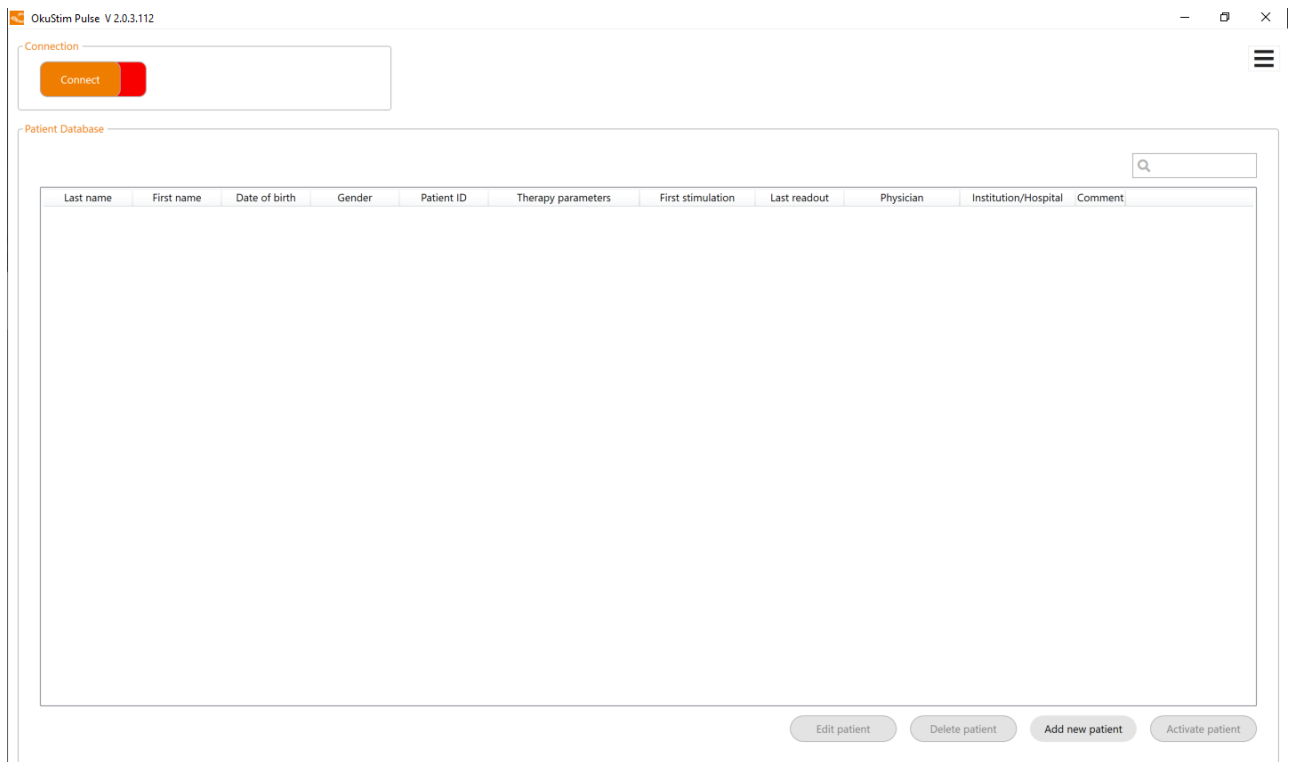 OkuStim Pulse V 2.0.3.112
Connection
Connect
Patient Database
Last name First name Date of birth Gender Patient ID Therapy parameters First stimulation Last readout Physician Institution/Hospital Comment
Edit patient Delete patient Add new patient Activate patient